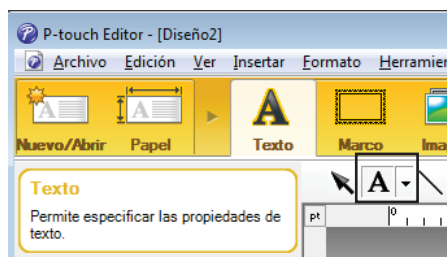 P-touch Editor - [Diseño2]
Archivo Edición Ver Insertar Formato
Nuevo/Abrir Papel Texto Marco
A
Texto
Permite especificar las propiedades de
texto.
pt 0